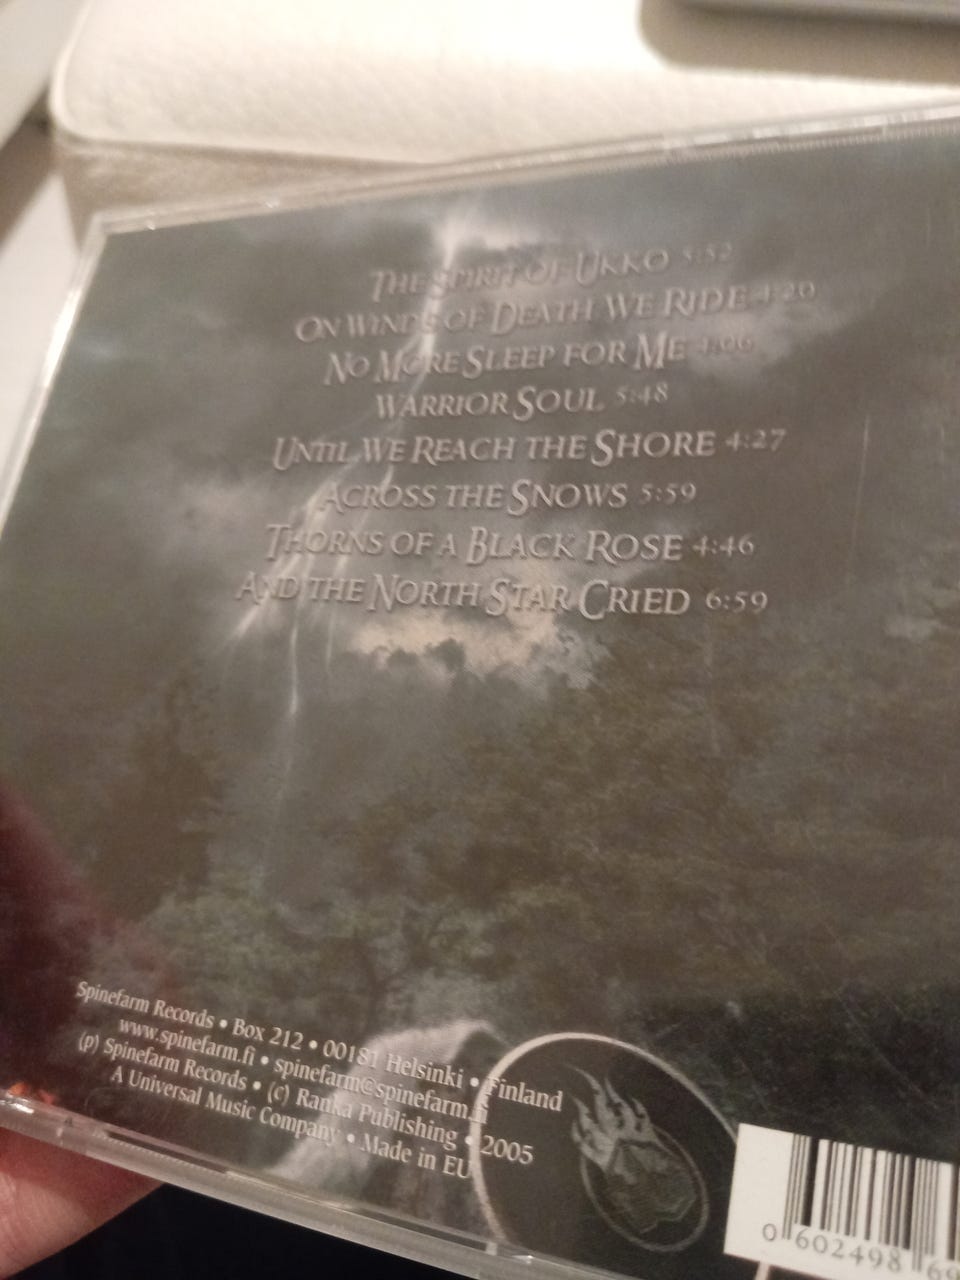 The Spirit of Ukko 5:52
On Winds of Death We Ride 4:20
No More Sleep for Me 4:06
Warrior Soul 5:48
Until We Reach the Shore 4:27
Across the Snows 5:59
Thorns of a Black Rose 4:46
And the North Star Cried 6:59
Spinefarm Records • Box 212 • 00181 Helsinki • Finland
www.spinefarm.fi • spinefarm@spinefarm.fi
(p) Spinefarm Records • (c) Ranka Publishing • 2005
A Universal Music Company • Made in EU
0 602498 69